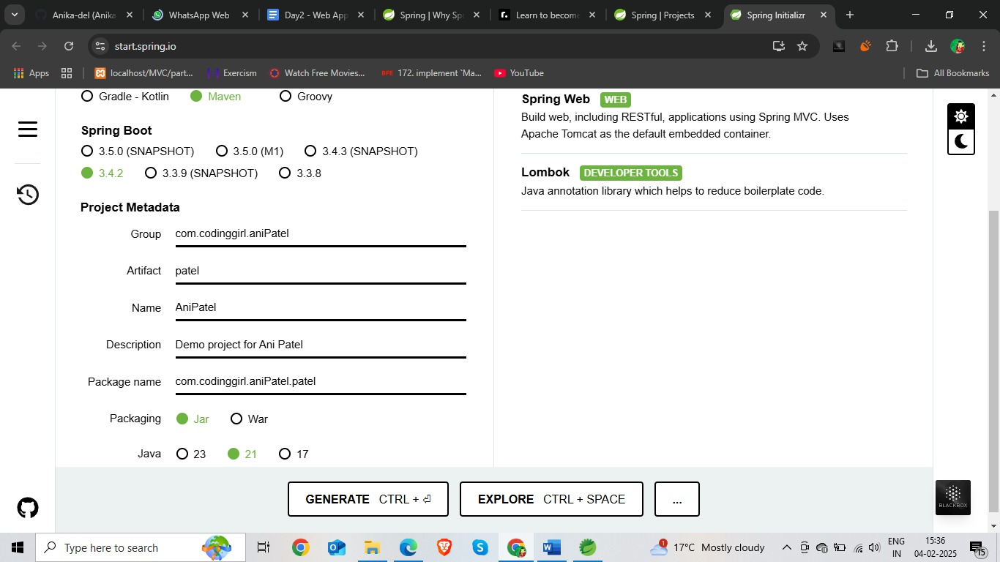 Anika-del (Anika
WhatsApp Web
Day2 - Web App
Spring | Why Spr
Learn to become
Spring | Projects
Spring Initializr
start.spring.io
Apps
localhost/MVC/part...
Exercism
Watch Free Movies...
BFE 172. implement `Ma...
YouTube
All Bookmarks
Gradle - Kotlin Maven Groovy
Spring Boot
3.5.0 (SNAPSHOT) 3.5.0 (M1) 3.4.3 (SNAPSHOT)
3.4.2 3.3.9 (SNAPSHOT) 3.3.8
Project Metadata
Group com.codinggirl.aniPatel
Artifact patel
Name AniPatel
Description Demo project for Ani Patel
Package name com.codinggirl.aniPatel.patel
Packaging Jar War
Java 23 21 17
Spring Web WEB
Build web, including RESTful, applications using Spring MVC. Uses
Apache Tomcat as the default embedded container.
Lombok DEVELOPER TOOLS
Java annotation library which helps to reduce boilerplate code.
GENERATE CTRL + ⏎
EXPLORE CTRL + SPACE
...
BLACKBOX
Type here to search
1
17°C Mostly cloudy
ENG
IN
15:36
04-02-2025
15